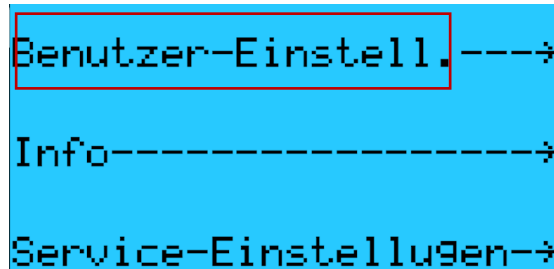 Benutzer-Einstell.---→
Info-----------------→
Service-Einstellugen-→